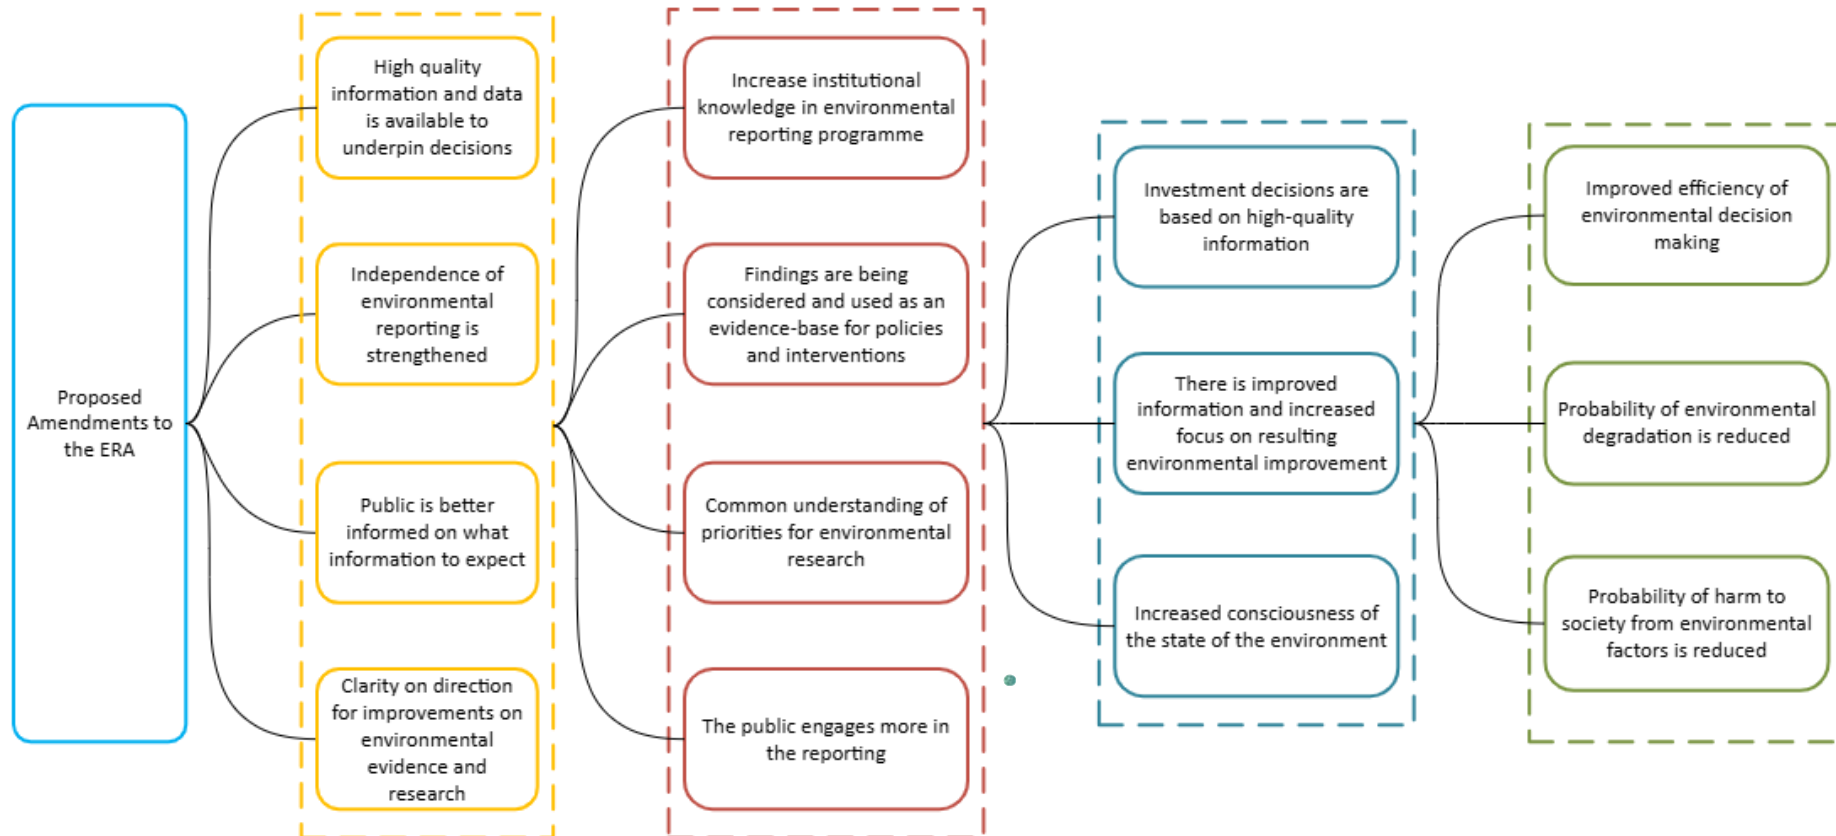 Proposed
Amendments to
the ERA
High quality
information and data
is available to
underpin decisions
Independence of
environmental
reporting is
strengthened
Public is better
informed on what
information to expect
Clarity on direction
for improvements on
environmental
evidence and
research
Increase institutional
knowledge in environmental
reporting programme
Findings are being
considered and used as an
evidence-base for policies
and interventions
Common understanding of
priorities for environmental
research
The public engages more in
the reporting
Investment decisions are
based on high-quality
information
There is improved
information and increased
focus on resulting
environmental improvement
Increased consciousness of
the state of the environment
Improved efficiency of
environmental decision
making
Probability of environmental
degradation is reduced
Probability of harm to
society from environmental
factors is reduced